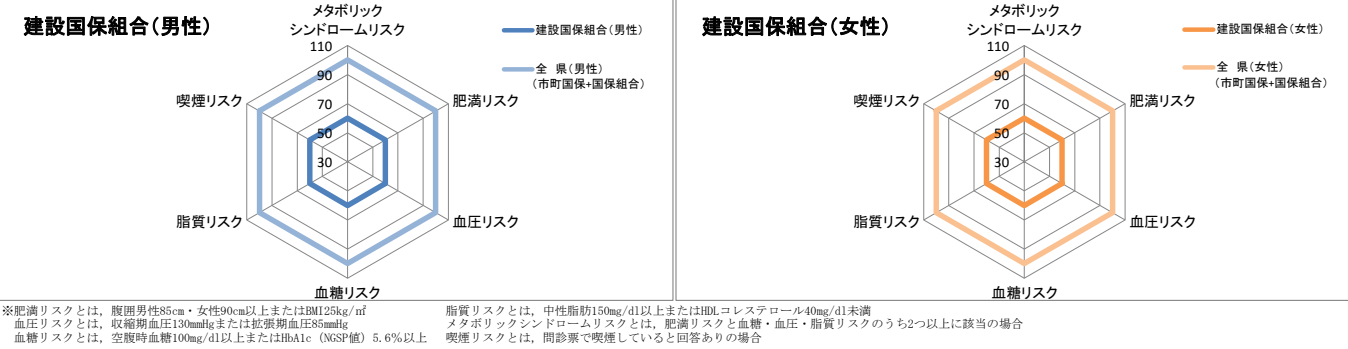 建設国保組合(男性)
メタボリック
シンドロームリスク
肥満リスク
血圧リスク
血糖リスク
脂質リスク
喫煙リスク
110
90
70
50
30
建設国保組合(男性)
全 県(男性)
(市町国保+国保組合)
建設国保組合(女性)
メタボリック
シンドロームリスク
肥満リスク
血圧リスク
血糖リスク
脂質リスク
喫煙リスク
110
90
70
50
30
建設国保組合(女性)
全 県(女性)
(市町国保+国保組合)
※肥満リスクとは，腹囲男性85cm・女性90cm以上またはBMI25kg/㎡
血圧リスクとは，収縮期血圧130mmHgまたは拡張期血圧85mmHg
血糖リスクとは，空腹時血糖100mg/dl以上またはHbA1c（NGSP値）5.6%以上
脂質リスクとは，中性脂肪150mg/dl以上またはHDLコレステロール40mg/dl未満
メタボリックシンドロームリスクとは，肥満リスクと血糖・血圧・脂質リスクのうち2つ以上に該当の場合
喫煙リスクとは，問診票で喫煙していると回答ありの場合